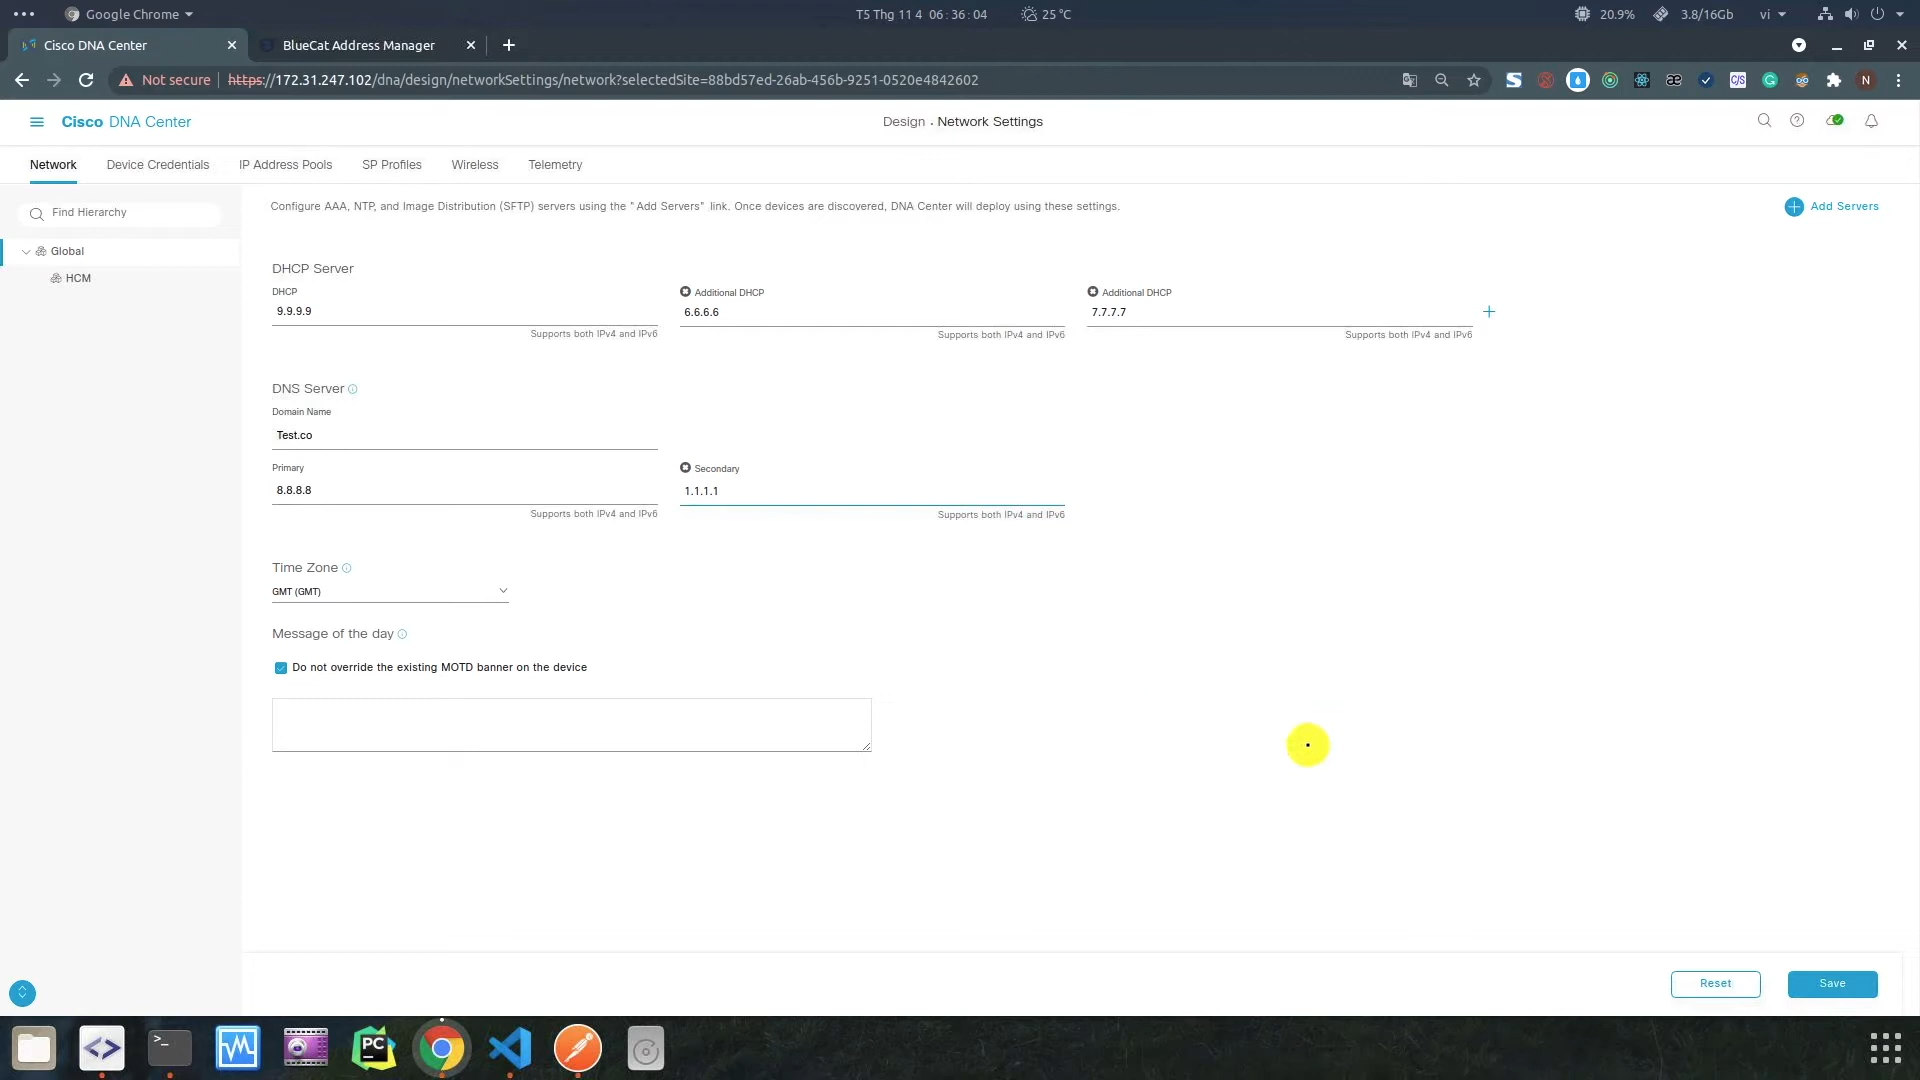 Google Chrome
T5 Thg 11 4 06 : 36 : 04
25 °C
20.9%
3.8/16Gb
vi
Cisco DNA Center
BlueCat Address Manager
Not secure
https://172.31.247.102/dna/design/networkSettings/network?selectedSite=88bd57ed-26ab-456b-9251-0520e4842602
N
Cisco DNA Center
Design . Network Settings
Network
Device Credentials
IP Address Pools
SP Profiles
Wireless
Telemetry
Find Hierarchy
Global
HCM
Configure AAA, NTP, and Image Distribution (SFTP) servers using the "Add Servers" link. Once devices are discovered, DNA Center will deploy using these settings.
Add Servers
DHCP Server
DHCP
Additional DHCP
Additional DHCP
9.9.9.9
6.6.6.6
7.7.7.7
Supports both IPv4 and IPv6
Supports both IPv4 and IPv6
Supports both IPv4 and IPv6
DNS Server
Domain Name
Test.co
Primary
Secondary
8.8.8.8
1.1.1.1
Supports both IPv4 and IPv6
Supports both IPv4 and IPv6
Time Zone
GMT (GMT)
Message of the day
Do not override the existing MOTD banner on the device
Reset
Save
>_
PC